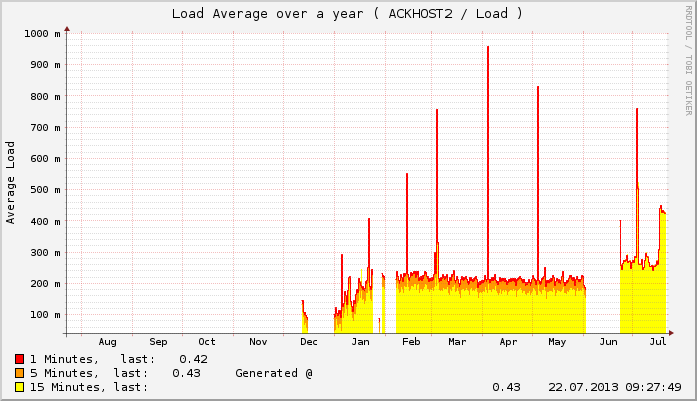 Load Average over a year ( ACKHOST2 / Load )
RRDTOOL / TOBI OETIKER
Average Load
1000 m
900 m
800 m
700 m
600 m
500 m
400 m
300 m
200 m
100 m
Aug Sep Oct Nov Dec Jan Feb Mar Apr May Jun Jul
1 Minutes, last: 0.42
5 Minutes, last: 0.43 Generated @
15 Minutes, last: 0.43 22.07.2013 09:27:49